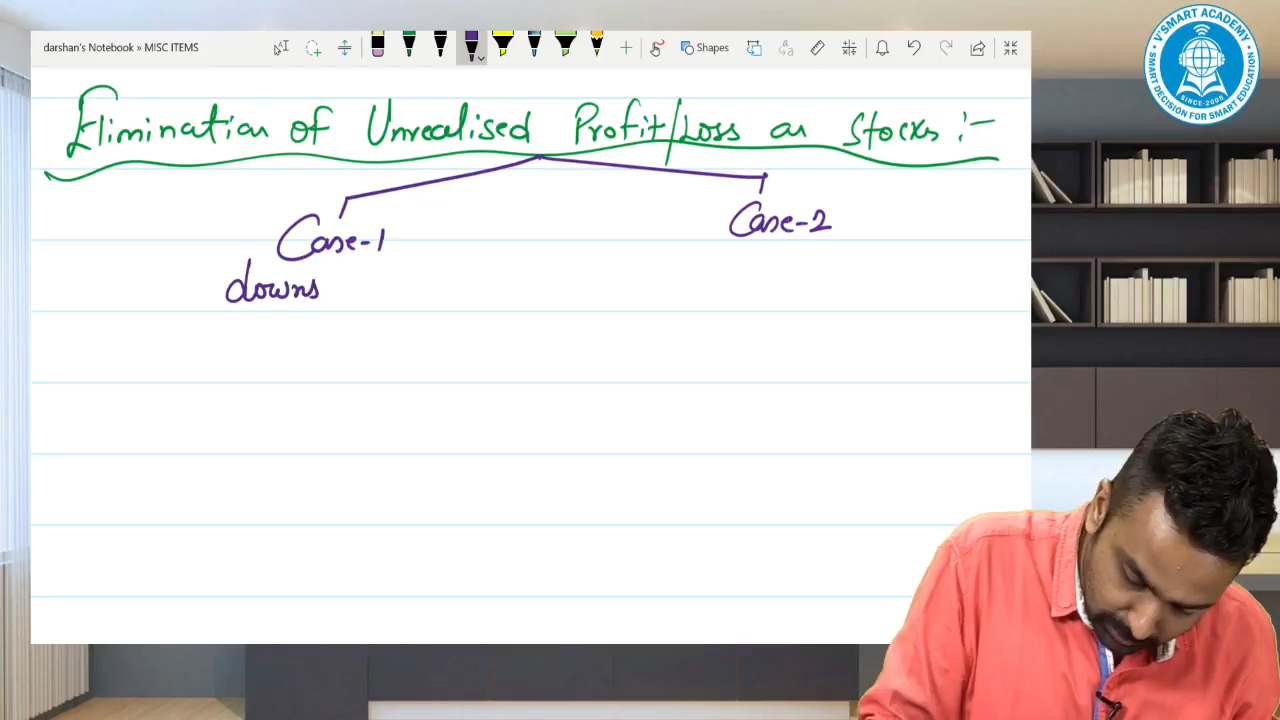 darshan's Notebook » MISC ITEMS
Shapes
V'SMART ACADEMY
SINCE-2005
SMART DECISION FOR SMART EDUCATION
Elimination of Unrealised Profit/Loss on Stocks :-
Case-1
Case-2
downs